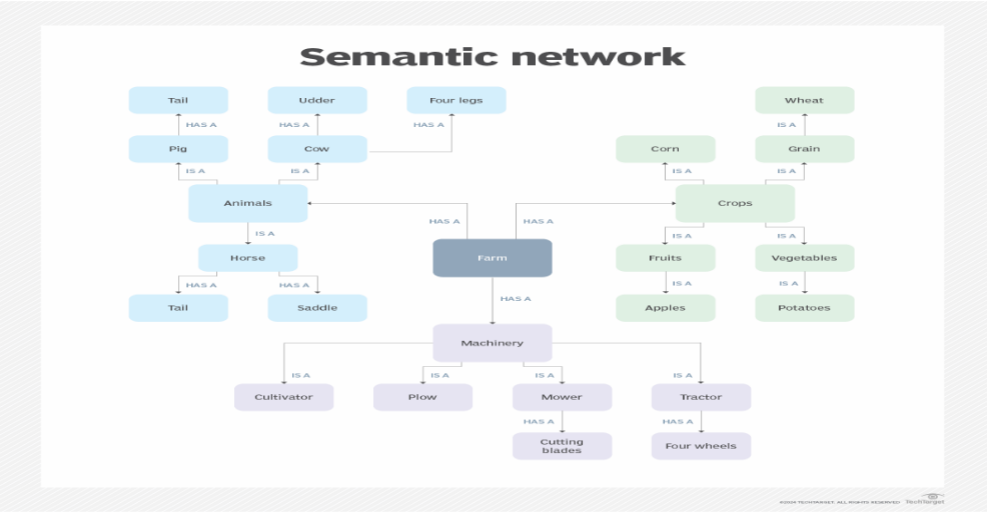 Semantic network
Tail
Udder
Four legs
Wheat
HAS A
HAS A
HAS A
IS A
Pig
Cow
Corn
Grain
IS A
IS A
IS A
IS A
Animals
Crops
HAS A
HAS A
IS A
IS A
IS A
Horse
Farm
Fruits
Vegetables
HAS A
HAS A
IS A
IS A
HAS A
Tail
Saddle
Apples
Potatoes
Machinery
IS A
IS A
IS A
IS A
Cultivator
Plow
Mower
Tractor
HAS A
HAS A
Cutting
blades
Four wheels
©2024 TECHTARGET. ALL RIGHTS RESERVED TechTarget